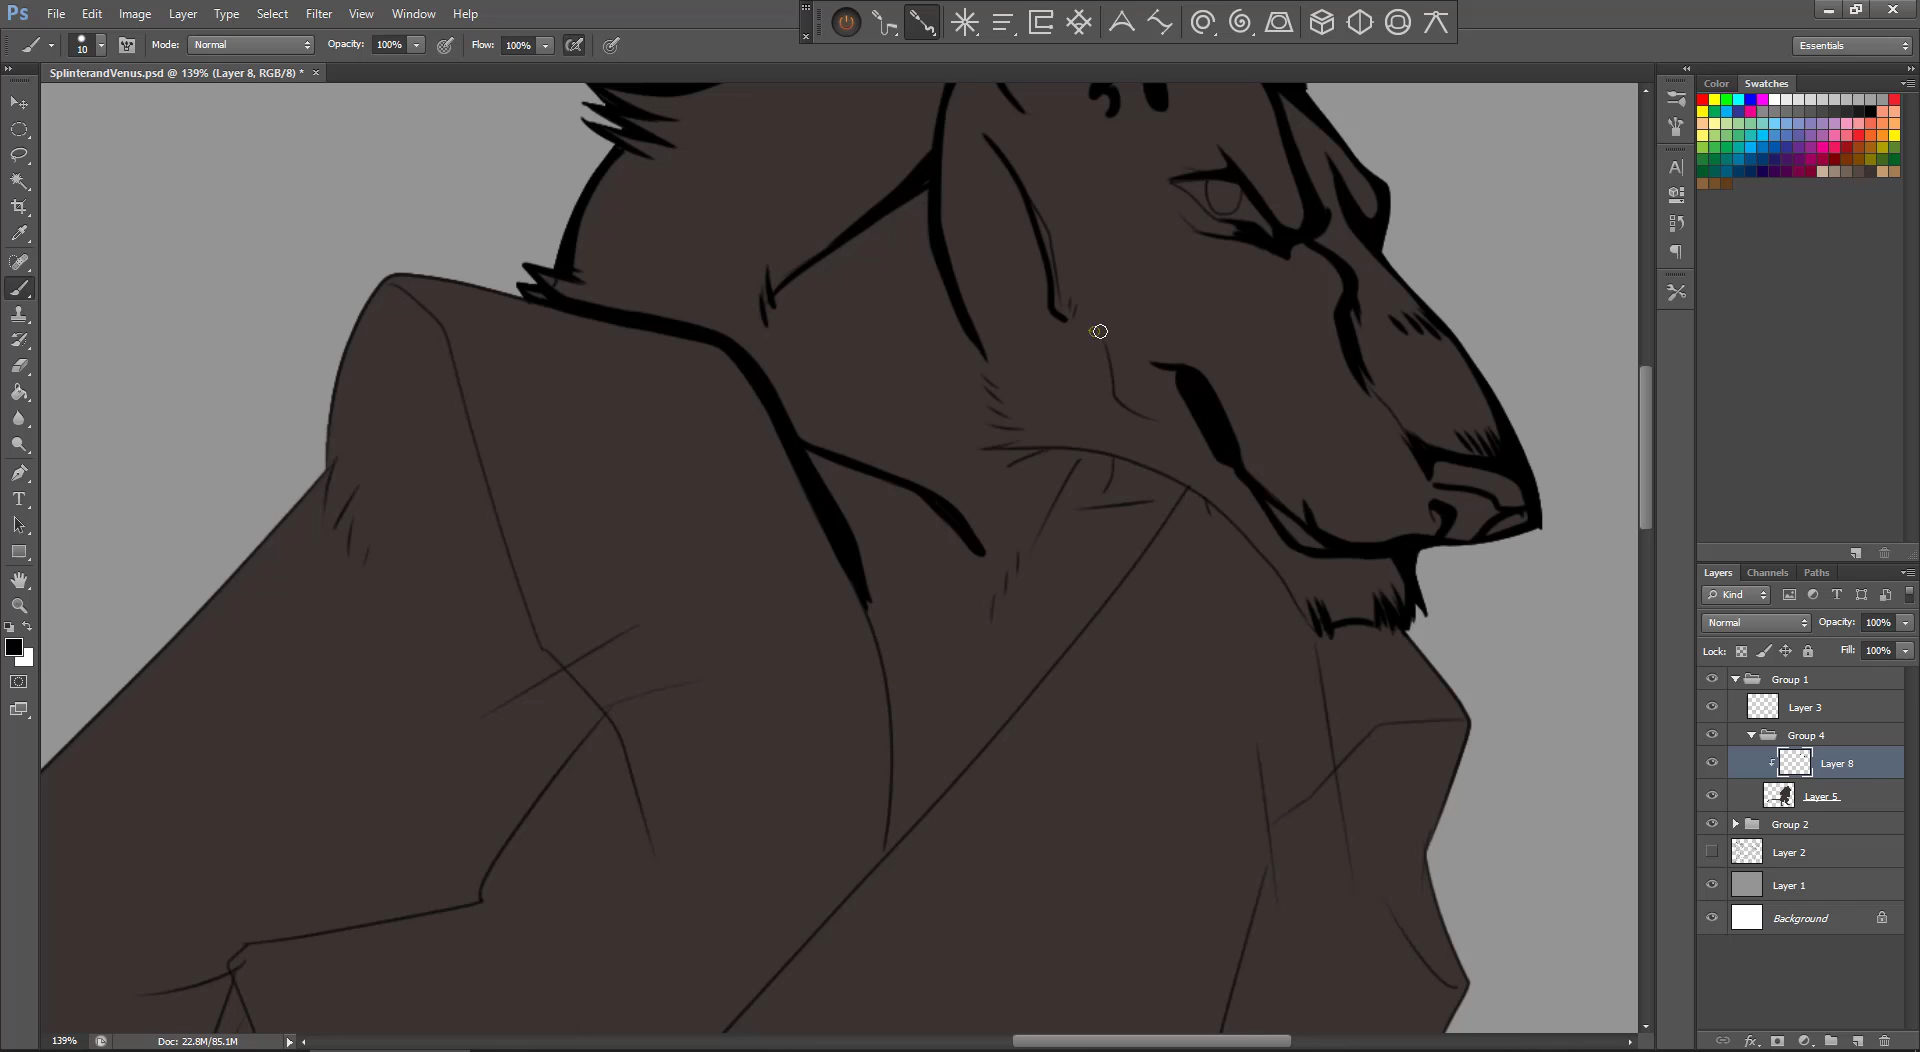 Ps File Edit Image Layer Type Select Filter View Window Help
10 Mode: Normal Opacity: 100% Flow: 100% Essentials
SplinterandVenus.psd @ 139% (Layer 8, RGB/8) * ×
Color Swatches
Layers Channels Paths
Kind
Normal Opacity: 100%
Lock: Fill: 100%
Group 1
Layer 3
Group 4
Layer 8
Layer 5
Group 2
Layer 2
Layer 1
Background
139% Doc: 22.8M/85.1M